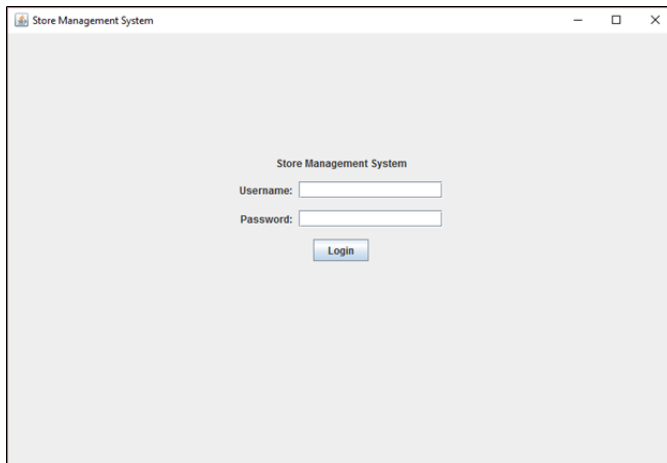 Store Management System
Store Management System
Username:
Password:
Login